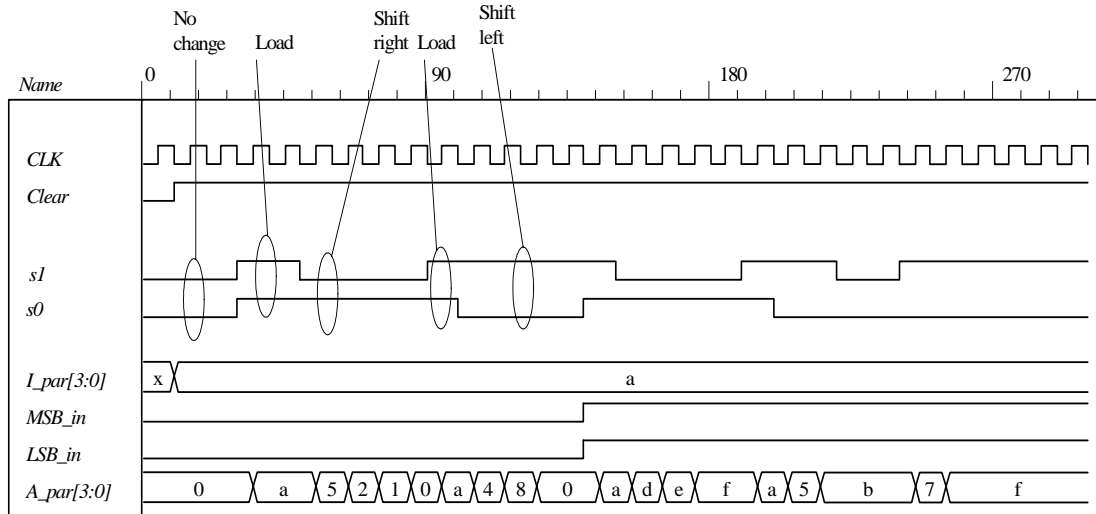 No
change
Load
Shift
right
Load
Shift
left
Name
0
90
180
270
CLK
Clear
s1
s0
I_par[3:0] x a
MSB_in
LSB_in
A_par[3:0] 0 a 5 2 1 0 a 4 8 0 a d e f a 5 b 7 f